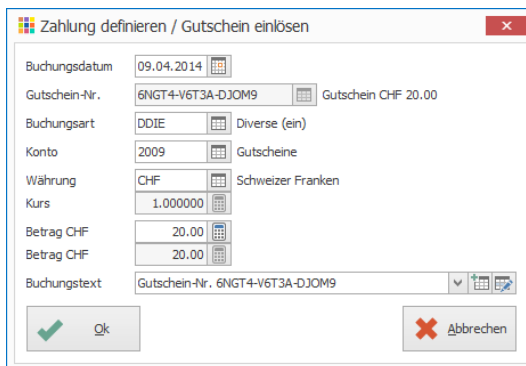 Zahlung definieren / Gutschein einlösen
Buchungsdatum 09.04.2014
Gutschein-Nr. 6NGT4-V6T3A-DJOM9 Gutschein CHF 20.00
Buchungsart DDIE Diverse (ein)
Konto 2009 Gutscheine
Währung CHF Schweizer Franken
Kurs 1.000000
Betrag CHF 20.00
Betrag CHF 20.00
Buchungstext Gutschein-Nr. 6NGT4-V6T3A-DJOM9
Ok Abbrechen